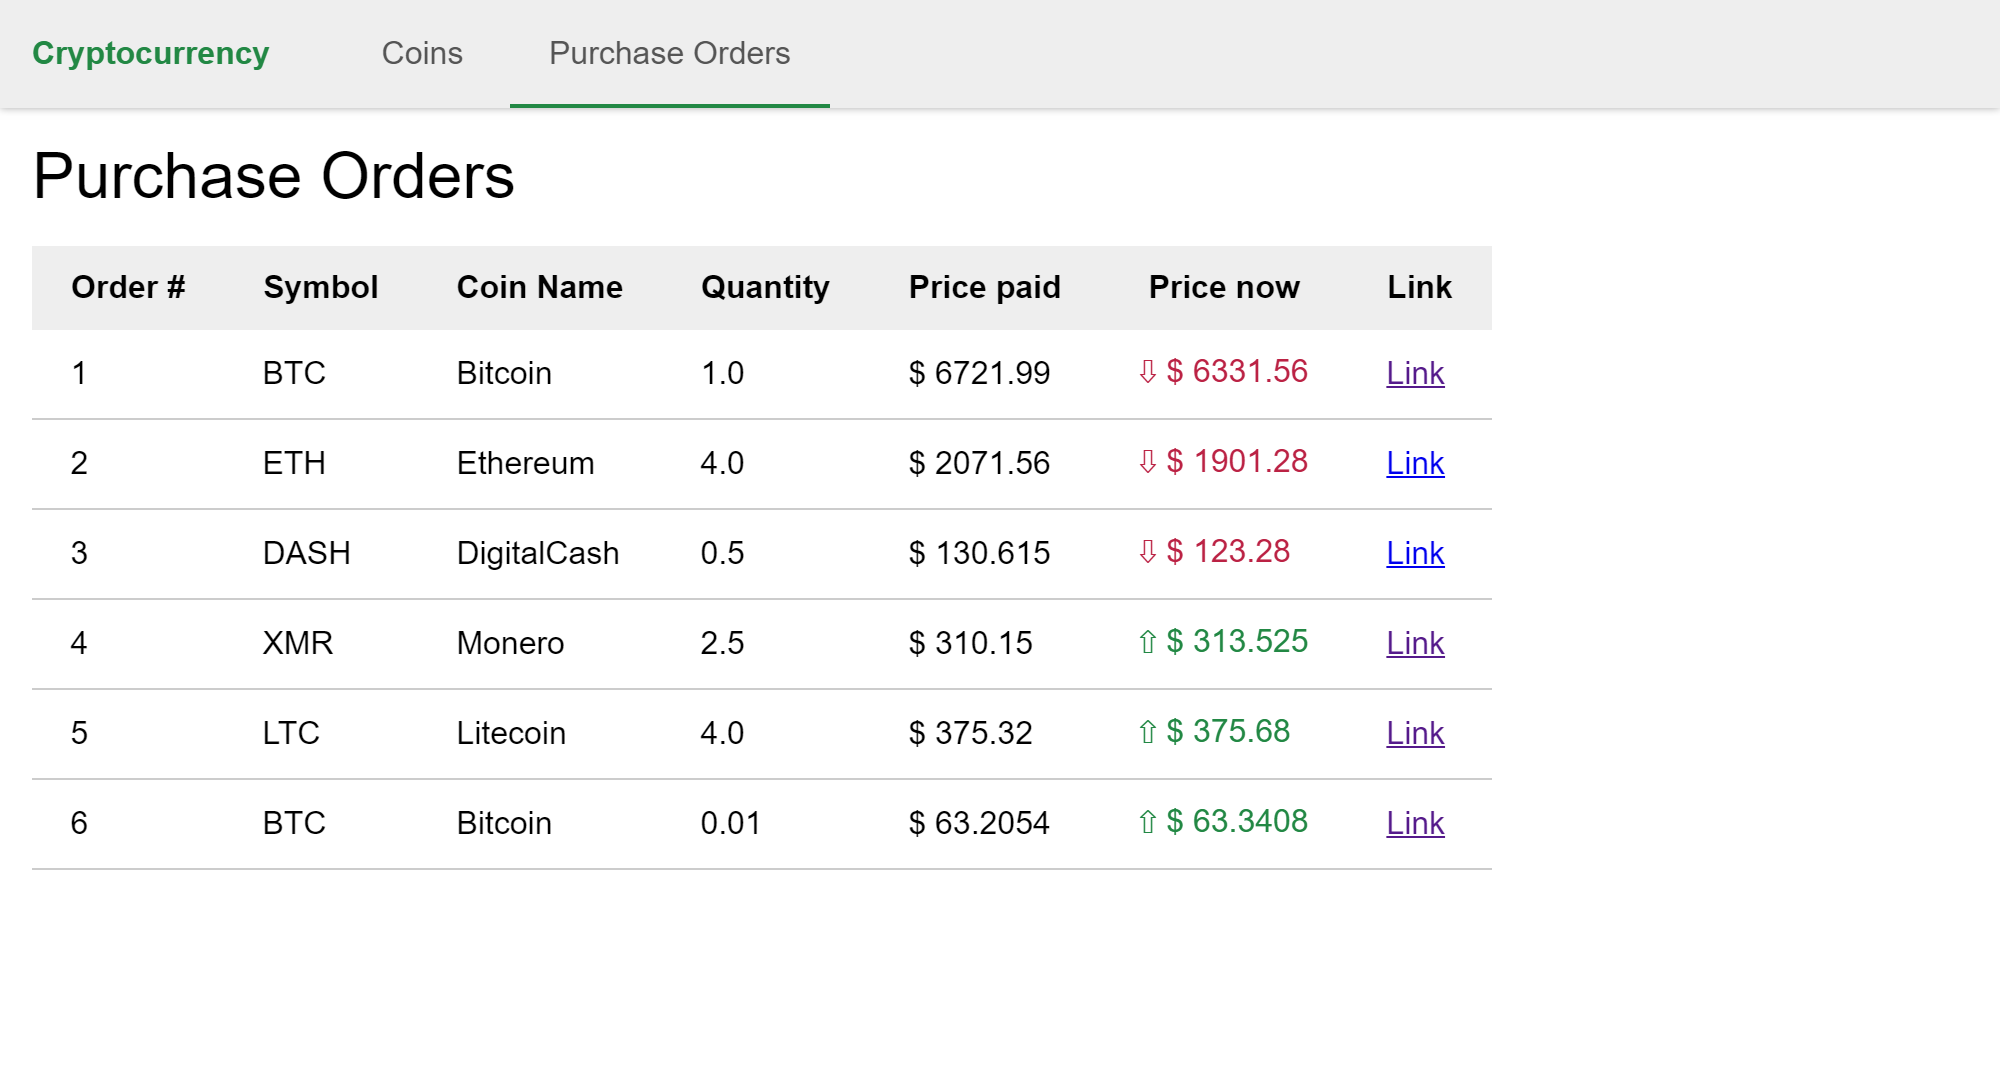 Cryptocurrency Coins Purchase Orders
Purchase Orders
Order # Symbol Coin Name Quantity Price paid Price now Link
1 BTC Bitcoin 1.0 $ 6721.99 ⇩ $ 6331.56 Link
2 ETH Ethereum 4.0 $ 2071.56 ⇩ $ 1901.28 Link
3 DASH DigitalCash 0.5 $ 130.615 ⇩ $ 123.28 Link
4 XMR Monero 2.5 $ 310.15 ⇧ $ 313.525 Link
5 LTC Litecoin 4.0 $ 375.32 ⇧ $ 375.68 Link
6 BTC Bitcoin 0.01 $ 63.2054 ⇧ $ 63.3408 Link